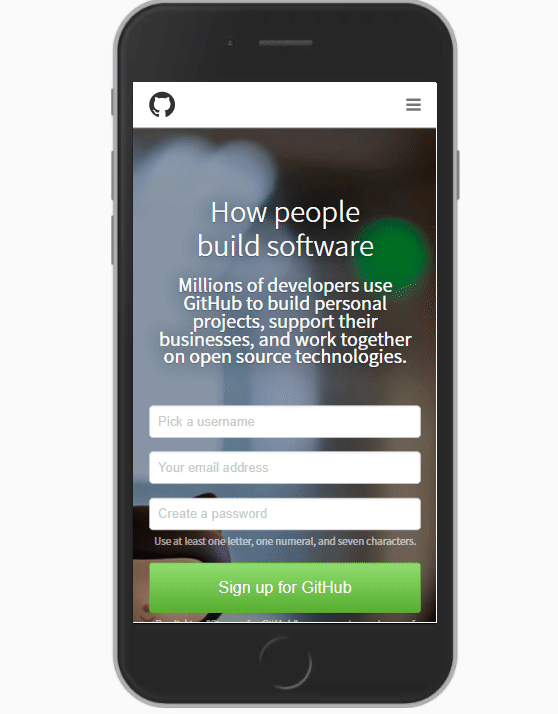 How people
build software
Millions of developers use
GitHub to build personal
projects, support their
businesses, and work together
on open source technologies.
Pick a username
Your email address
Create a password
Use at least one letter, one numeral, and seven characters.
Sign up for GitHub